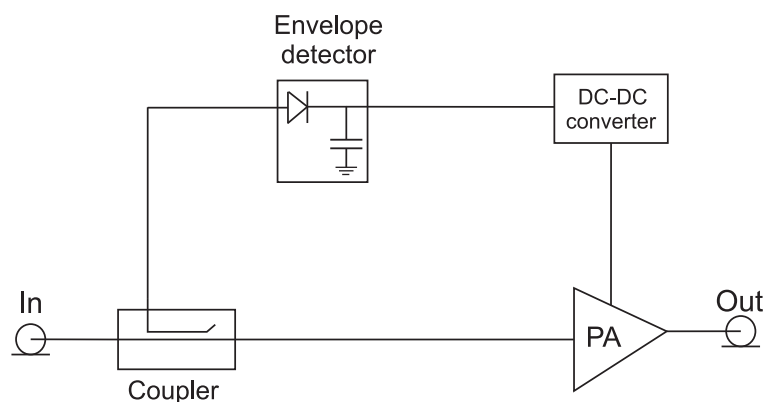 Envelope
detector
DC-DC
converter
In
PA
Out
Coupler